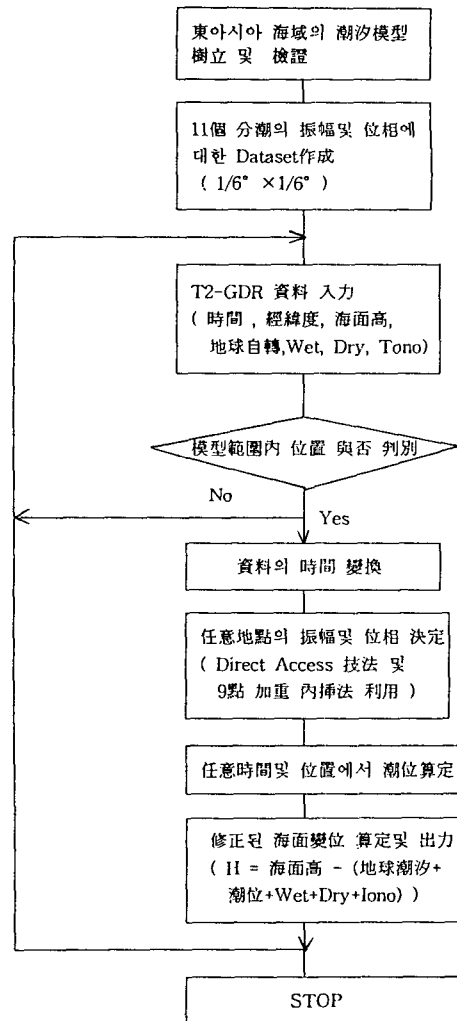 東아시아 海域의 潮汐模型
樹立 및 檢證
11個 分潮의 振幅및 位相에
대한 Dataset作成
( 1/6° ×1/6° )
T2-GDR 資料 入力
( 時間 , 經緯度, 海面高,
地球自轉,Wet, Dry, Tono)
模型範圍內 位置 與否 判別
No
Yes
資料의 時間 變換
任意地點의 振幅및 位相 決定
( Direct Access 技法 및
9點 加重 內揷法 利用 )
任意時間및 位置에서 潮位算定
修正된 海面變位 算定및 出力
( H = 海面高 - (地球潮汐+
潮位+Wet+Dry+Iono) )
STOP